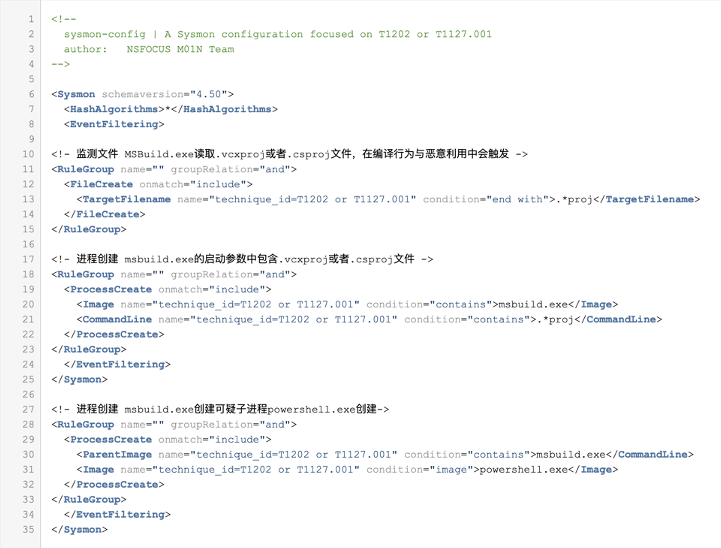 1 <!--
2 sysmon-config | A Sysmon configuration focused on T1202 or T1127.001
3 author: NSFOCUS M01N Team
4 -->
5
6 <Sysmon schemaversion="4.50">
7 <HashAlgorithms>*</HashAlgorithms>
8 <EventFiltering>
9
10 <!- 监测文件 MSBuild.exe读取.vcxproj或者.csproj文件，在编译行为与恶意利用中会触发 ->
11 <RuleGroup name="" groupRelation="and">
12 <FileCreate onmatch="include">
13 <TargetFilename name="technique_id=T1202 or T1127.001" condition="end with">.*proj</TargetFilename>
14 </FileCreate>
15 </RuleGroup>
16
17 <!- 进程创建 msbuild.exe的启动参数中包含.vcxproj或者.csproj文件 ->
18 <RuleGroup name="" groupRelation="and">
19 <ProcessCreate onmatch="include">
20 <Image name="technique_id=T1202 or T1127.001" condition="contains">msbuild.exe</Image>
21 <CommandLine name="technique_id=T1202 or T1127.001" condition="contains">.*proj</CommandLine>
22 </ProcessCreate>
23 </RuleGroup>
24 </EventFiltering>
25 </Sysmon>
26
27 <!- 进程创建 msbuild.exe创建可疑子进程powershell.exe创建->
28 <RuleGroup name="" groupRelation="and">
29 <ProcessCreate onmatch="include">
30 <ParentImage name="technique_id=T1202 or T1127.001" condition="contains">msbuild.exe</CommandLine>
31 <Image name="technique_id=T1202 or T1127.001" condition="image">powershell.exe</Image>
32 </ProcessCreate>
33 </RuleGroup>
34 </EventFiltering>
35 </Sysmon>